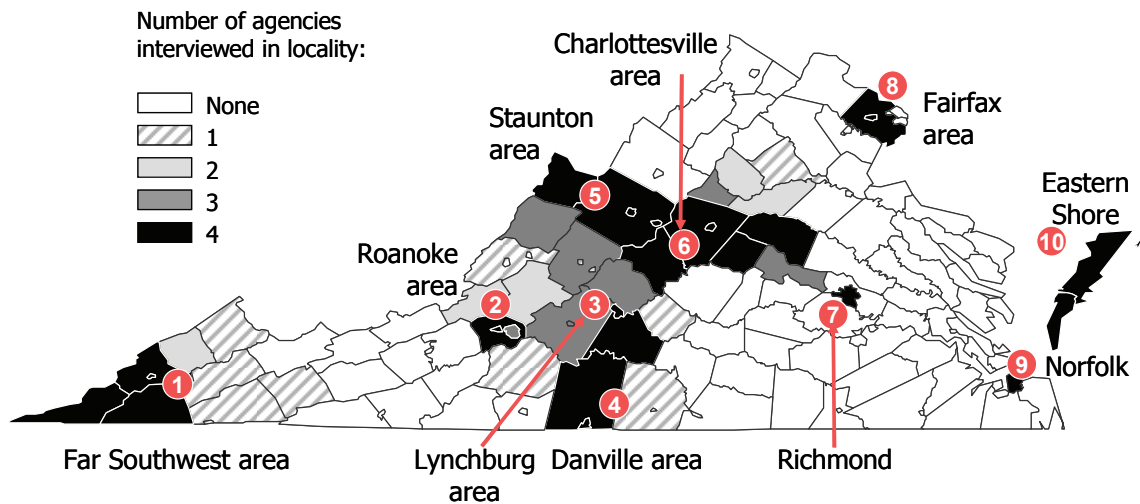 Number of agencies
interviewed in locality:
None
1
2
3
4
Charlottesville
area
8
Fairfax
area
Staunton
area
5
Eastern
Shore
10
6
Roanoke
area
2
3
7
9
Norfolk
1
4
Far Southwest area
Lynchburg
area
Danville area
Richmond